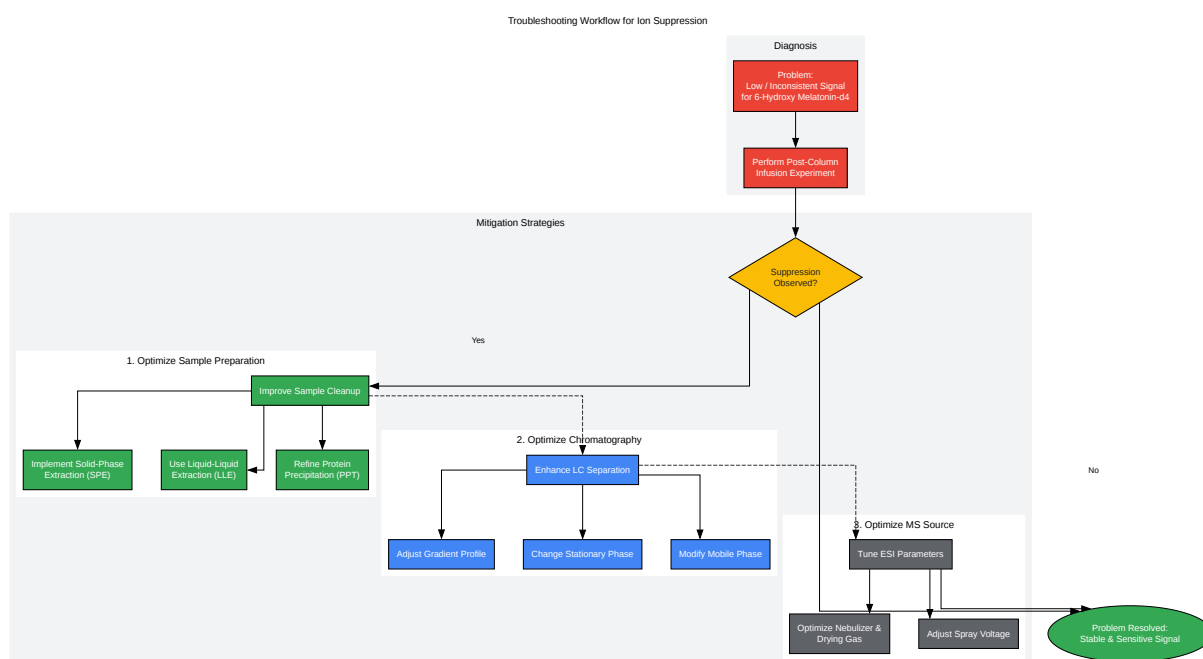 Troubleshooting Workflow for Ion Suppression
Diagnosis
Problem:
Low / Inconsistent Signal
for 6-Hydroxy Melatonin-d4
Perform Post-Column
Infusion Experiment
Mitigation Strategies
Suppression
Observed?
Yes
1. Optimize Sample Preparation
Improve Sample Cleanup
Implement Solid-Phase
Extraction (SPE)
Use Liquid-Liquid
Extraction (LLE)
Refine Protein
Precipitation (PPT)
2. Optimize Chromatography
Enhance LC Separation
Adjust Gradient Profile
Change Stationary Phase
Modify Mobile Phase
No
3. Optimize MS Source
Tune ESI Parameters
Optimize Nebulizer &
Drying Gas
Adjust Spray Voltage
Problem Resolved:
Stable & Sensitive Signal